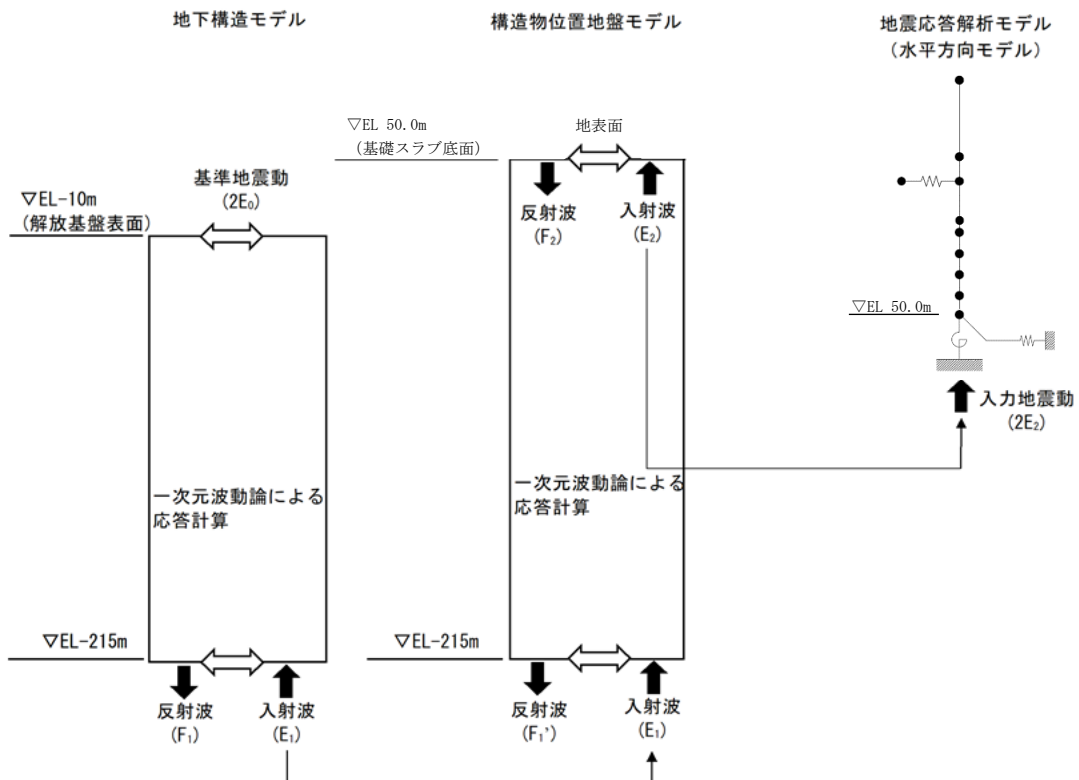 地下構造モデル
▽EL-10m
(解放基盤表面)
基準地震動
(2E₀)
一次元波動論による
応答計算
▽EL-215m
反射波
(F₁)
入射波
(E₁)
構造物位置地盤モデル
▽EL 50.0m
(基礎スラブ底面)
地表面
反射波
(F₂)
入射波
(E₂)
一次元波動論による
応答計算
▽EL-215m
反射波
(F₁')
入射波
(E₁)
地震応答解析モデル
(水平方向モデル)
▽EL 50.0m
入力地震動
(2E₂)